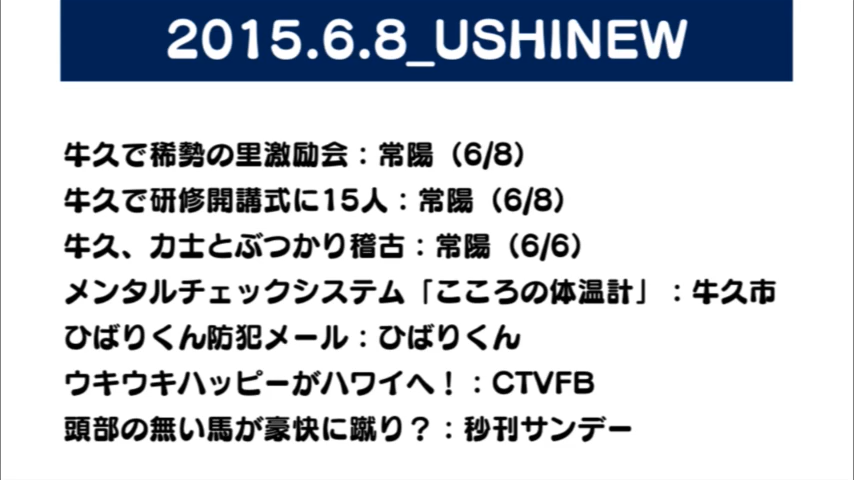 2015.6.8_USHINEW
牛久で稀勢の里激励会：常陽（6/8）
牛久で研修開講式に15人：常陽（6/8）
牛久、力士とぶつかり稽古：常陽（6/6）
メンタルチェックシステム「こころの体温計」：牛久市
ひばりくん防犯メール：ひばりくん
ウキウキハッピーがハワイへ！：CTVFB
頭部の無い馬が豪快に蹴り？：秒刊サンデー